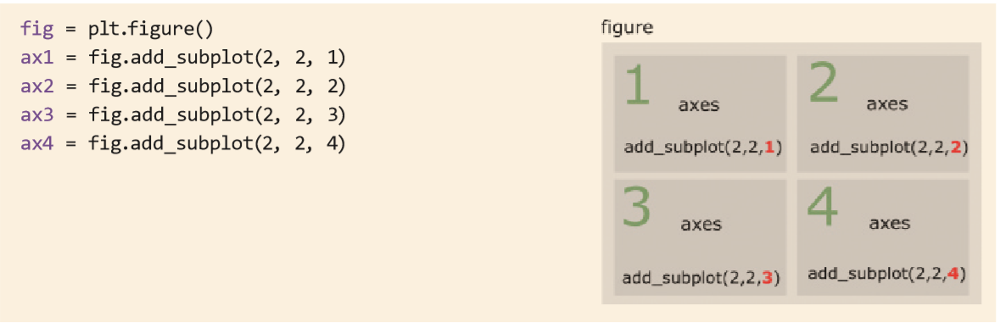 fig = plt.figure()
ax1 = fig.add_subplot(2, 2, 1)
ax2 = fig.add_subplot(2, 2, 2)
ax3 = fig.add_subplot(2, 2, 3)
ax4 = fig.add_subplot(2, 2, 4)
figure
1
axes
add_subplot(2,2,1)
2
axes
add_subplot(2,2,2)
3
axes
add_subplot(2,2,3)
4
axes
add_subplot(2,2,4)